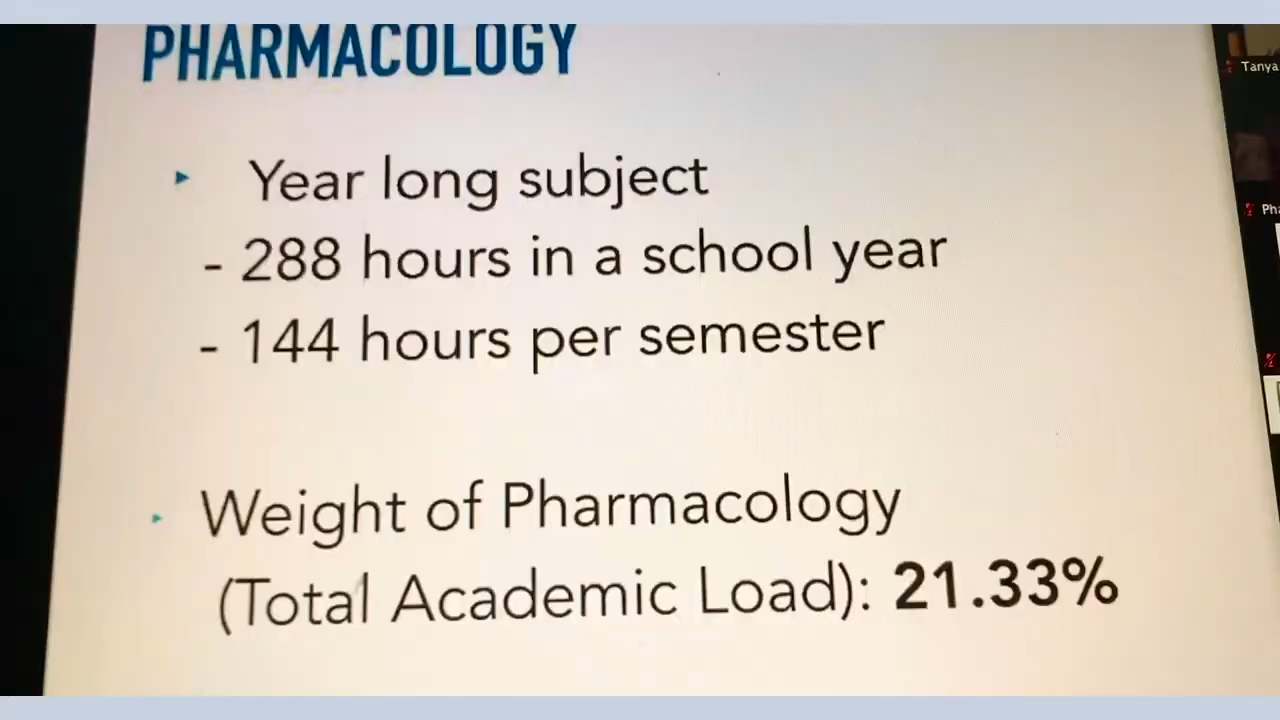 PHARMACOLOGY
Year long subject
- 288 hours in a school year
- 144 hours per semester
Weight of Pharmacology
(Total Academic Load): 21.33%
Tanya
Pha